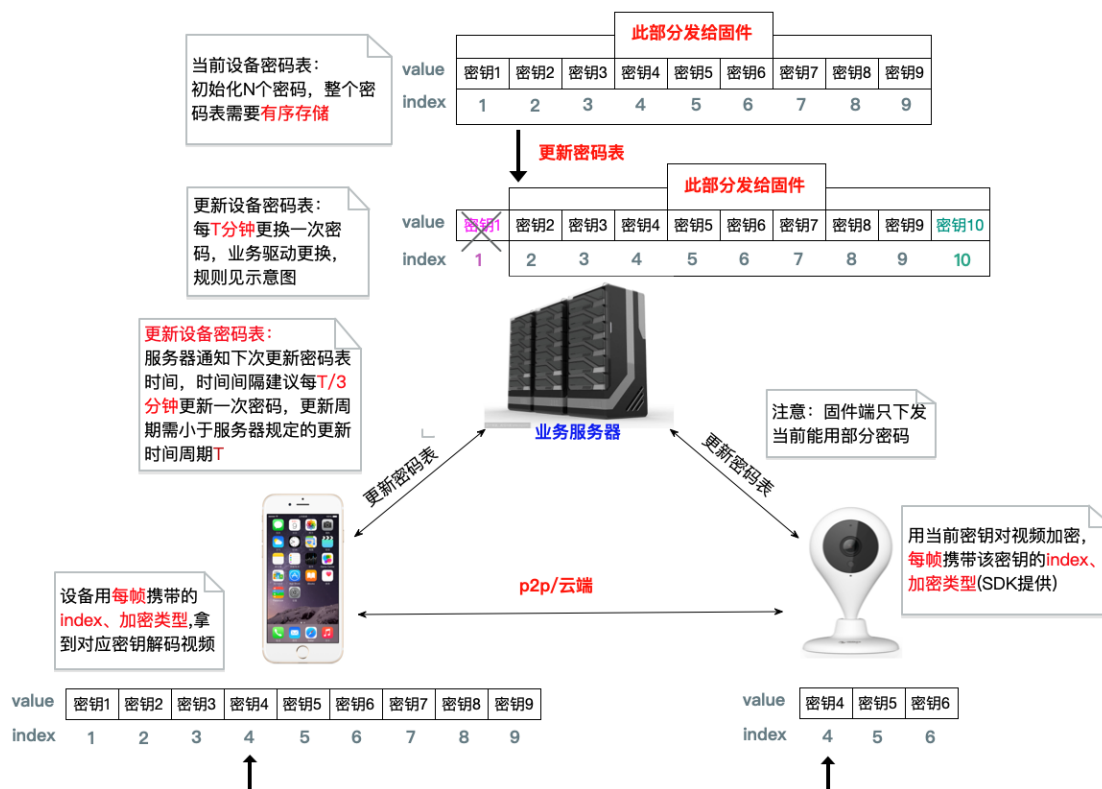 此部分发给固件
当前设备密码表：
初始化N个密码，整个密
码表需要有序存储
value 密钥1 密钥2 密钥3 密钥4 密钥5 密钥6 密钥7 密钥8 密钥9
index 1 2 3 4 5 6 7 8 9
更新密码表
此部分发给固件
更新设备密码表：
每T分钟更换一次密
码，业务驱动更换，
规则见示意图
value 密钥1 密钥2 密钥3 密钥4 密钥5 密钥6 密钥7 密钥8 密钥9 密钥10
index 1 2 3 4 5 6 7 8 9 10
更新设备密码表：
服务器通知下次更新密码表
时间，时间间隔建议每T/3
分钟更新一次密码，更新周
期需小于服务器规定的更新
时间周期T
业务服务器
注意：固件端只下发
当前能用部分密码
更新密码表
更新密码表
用当前密钥对视频加密，
每帧携带该密钥的index、
加密类型(SDK提供)
p2p/云端
设备用每帧携带的
index、加密类型,拿
到对应密钥解码视频
value 密钥1 密钥2 密钥3 密钥4 密钥5 密钥6 密钥7 密钥8 密钥9
index 1 2 3 4 5 6 7 8 9
value 密钥4 密钥5 密钥6
index 4 5 6